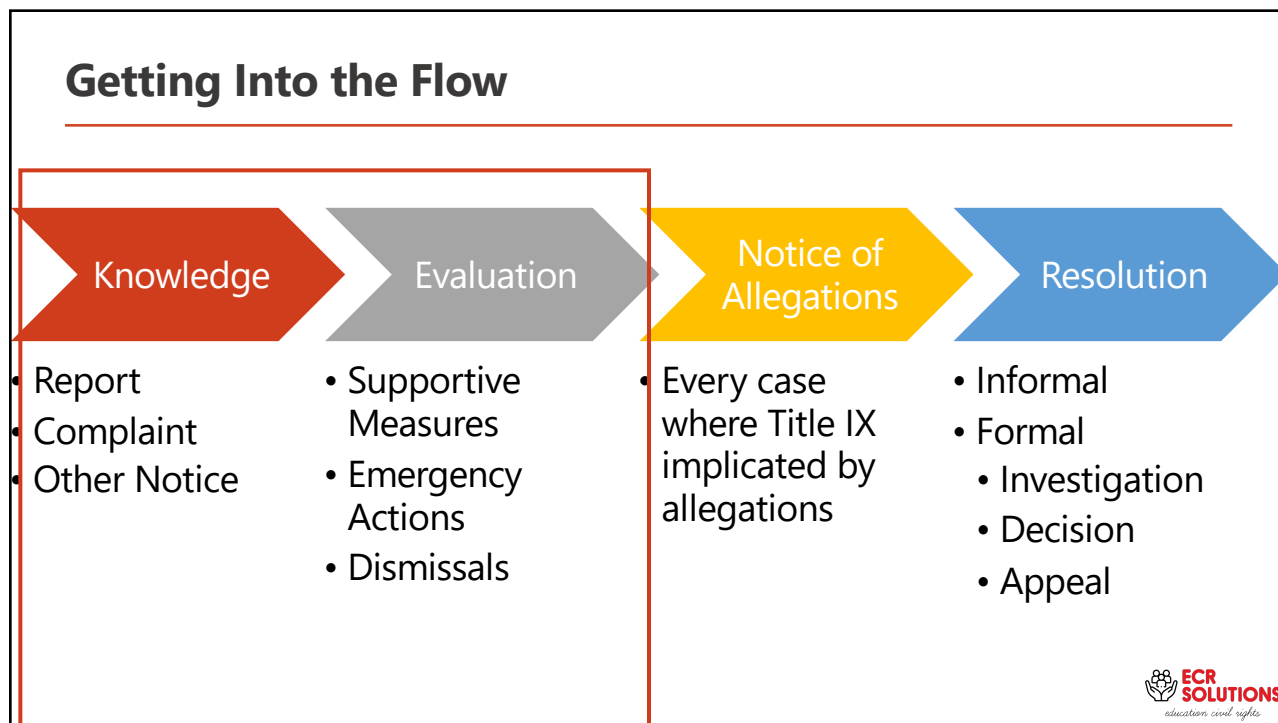 Getting Into the Flow
Knowledge
• Report
• Complaint
• Other Notice
Evaluation
• Supportive
Measures
• Emergency
Actions
• Dismissals
Notice of
Allegations
• Every case
where Title IX
implicated by
allegations
Resolution
• Informal
• Formal
• Investigation
• Decision
• Appeal
ECR
SOLUTIONS
education civil rights